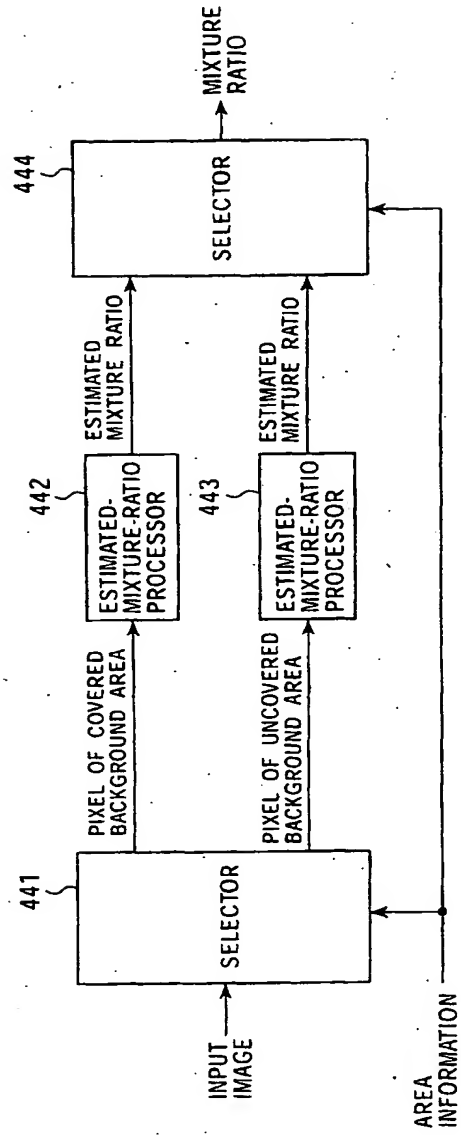 INPUT
IMAGE
AREA
INFORMATION
441
SELECTOR
PIXEL OF COVERED
BACKGROUND AREA
PIXEL OF UNCOVERED
BACKGROUND AREA
442
ESTIMATED-
MIXTURE-RATIO
PROCESSOR
443
ESTIMATED-
MIXTURE-RATIO
PROCESSOR
ESTIMATED
MIXTURE RATIO
ESTIMATED
MIXTURE RATIO
444
SELECTOR
MIXTURE
RATIO